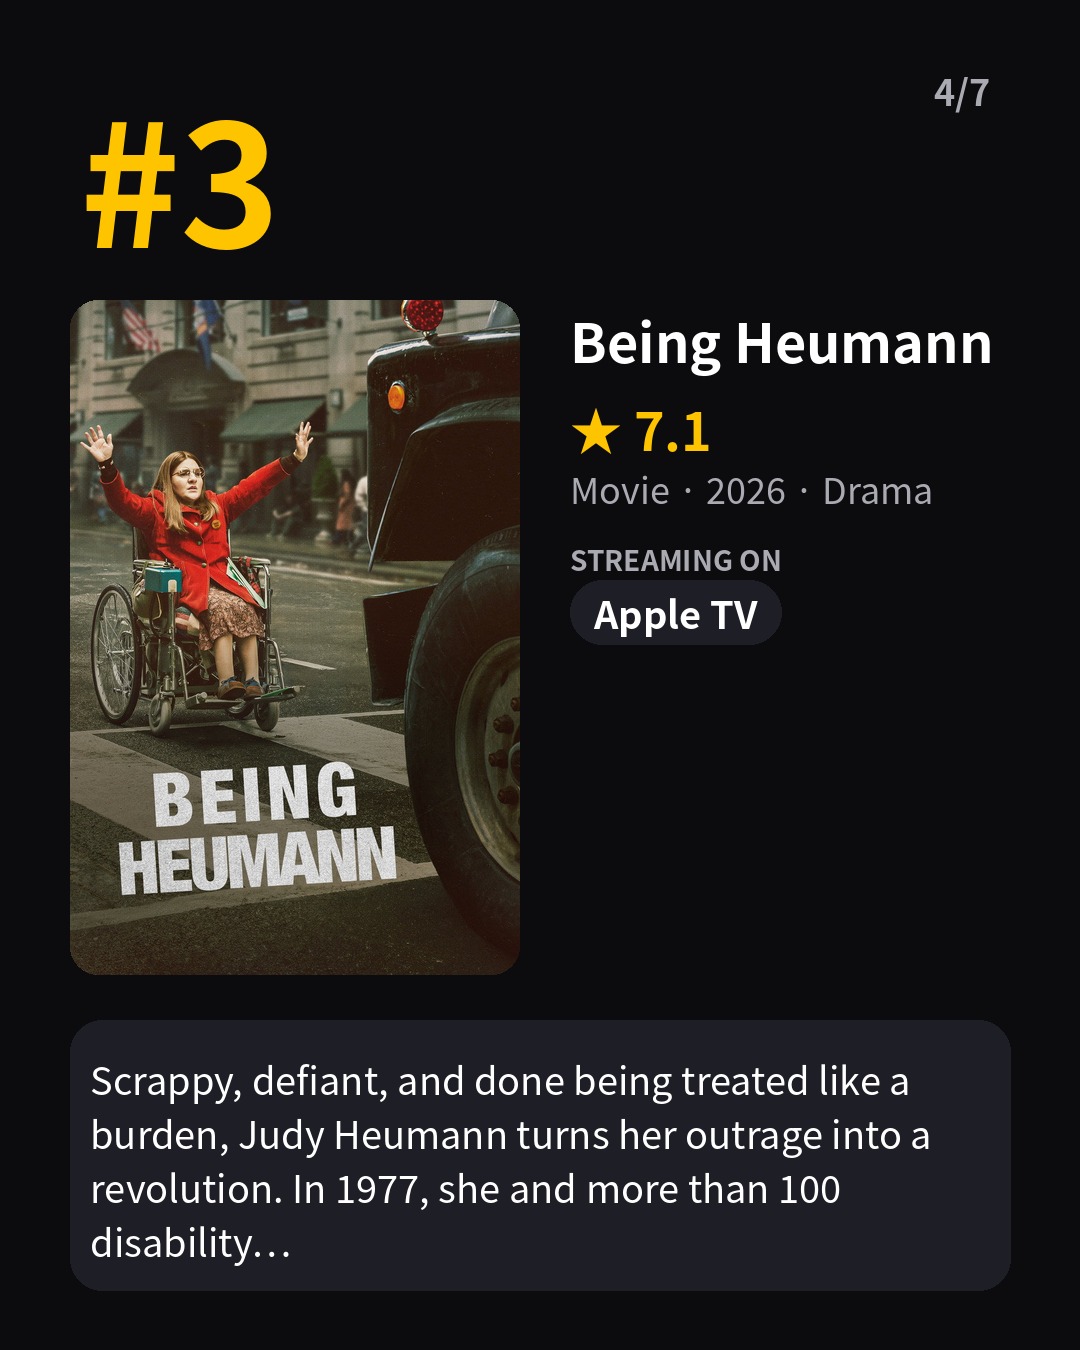 4/7
#3
BEING
HEUMANN
Being Heumann
★ 7.1
Movie · 2026 · Drama
STREAMING ON
Apple TV
Scrappy, defiant, and done being treated like a
burden, Judy Heumann turns her outrage into a
revolution. In 1977, she and more than 100
disability…